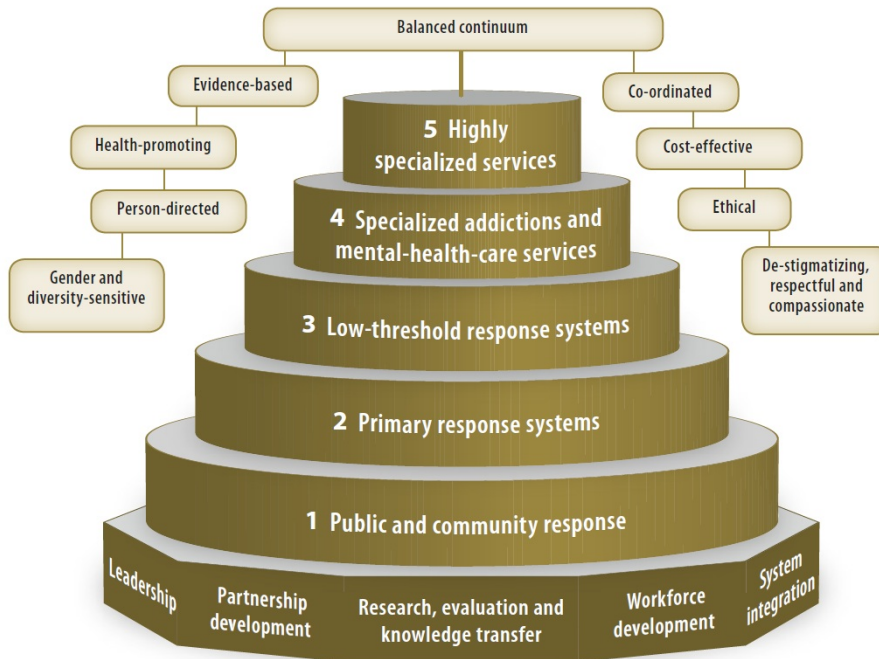 Balanced continuum
Evidence-based
Co-ordinated
Health-promoting
Cost-effective
Person-directed
Ethical
Gender and
diversity-sensitive
De-stigmatizing,
respectful and
compassionate
5 Highly
specialized services
4 Specialized addictions and
mental-health-care services
3 Low-threshold response systems
2 Primary response systems
1 Public and community response
Leadership
Partnership
development
Research, evaluation and
knowledge transfer
Workforce
development
System
integration